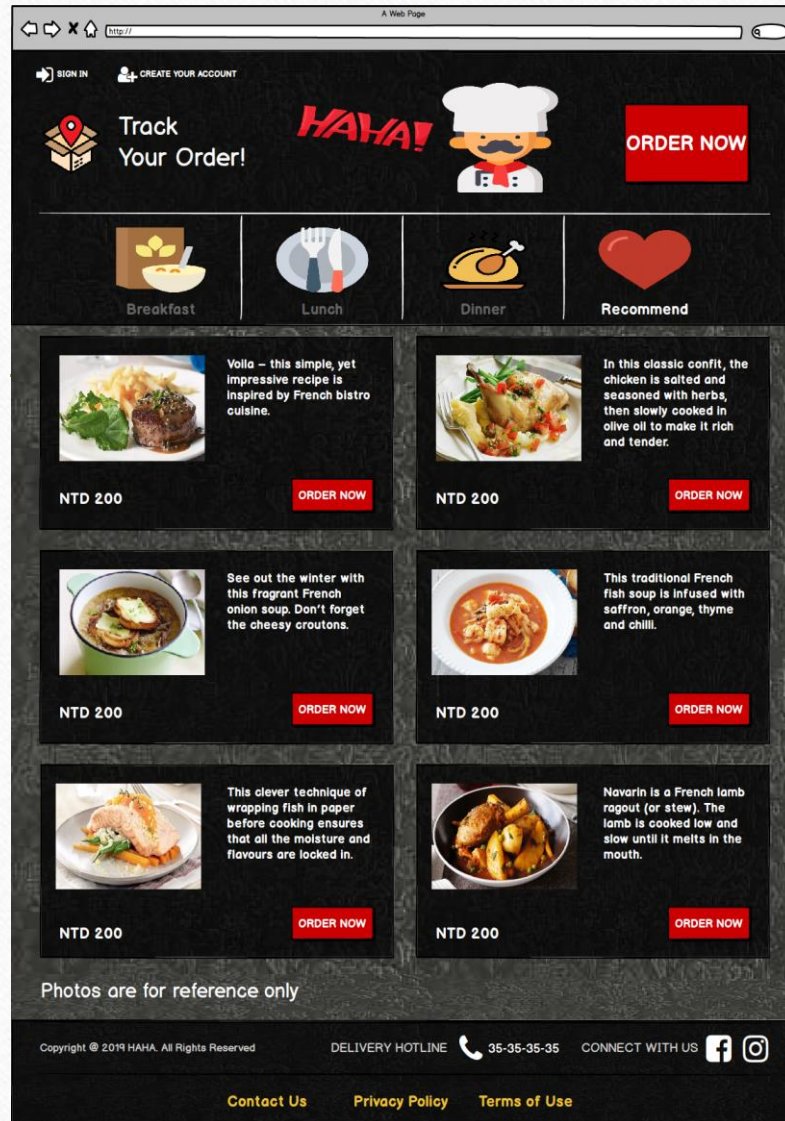 A Web Page
http://
SIGN IN
CREATE YOUR ACCOUNT
Track
Your Order!
HAHA!
ORDER NOW
Breakfast
Lunch
Dinner
Recommend
Voila – this simple, yet
impressive recipe is
inspired by French bistro
cuisine.
NTD 200
ORDER NOW
In this classic confit, the
chicken is salted and
seasoned with herbs,
then slowly cooked in
olive oil to make it rich
and tender.
NTD 200
ORDER NOW
See out the winter with
this fragrant French
onion soup. Don't forget
the cheesy croutons.
NTD 200
ORDER NOW
This traditional French
fish soup is infused with
saffron, orange, thyme
and chilli.
NTD 200
ORDER NOW
This clever technique of
wrapping fish in paper
before cooking ensures
that all the moisture and
flavours are locked in.
NTD 200
ORDER NOW
Navarin is a French lamb
ragout (or stew). The
lamb is cooked low and
slow until it melts in the
mouth.
NTD 200
ORDER NOW
Photos are for reference only
Copyright @ 2019 HAHA. All Rights Reserved
DELIVERY HOTLINE
35-35-35-35
CONNECT WITH US
Contact Us
Privacy Policy
Terms of Use